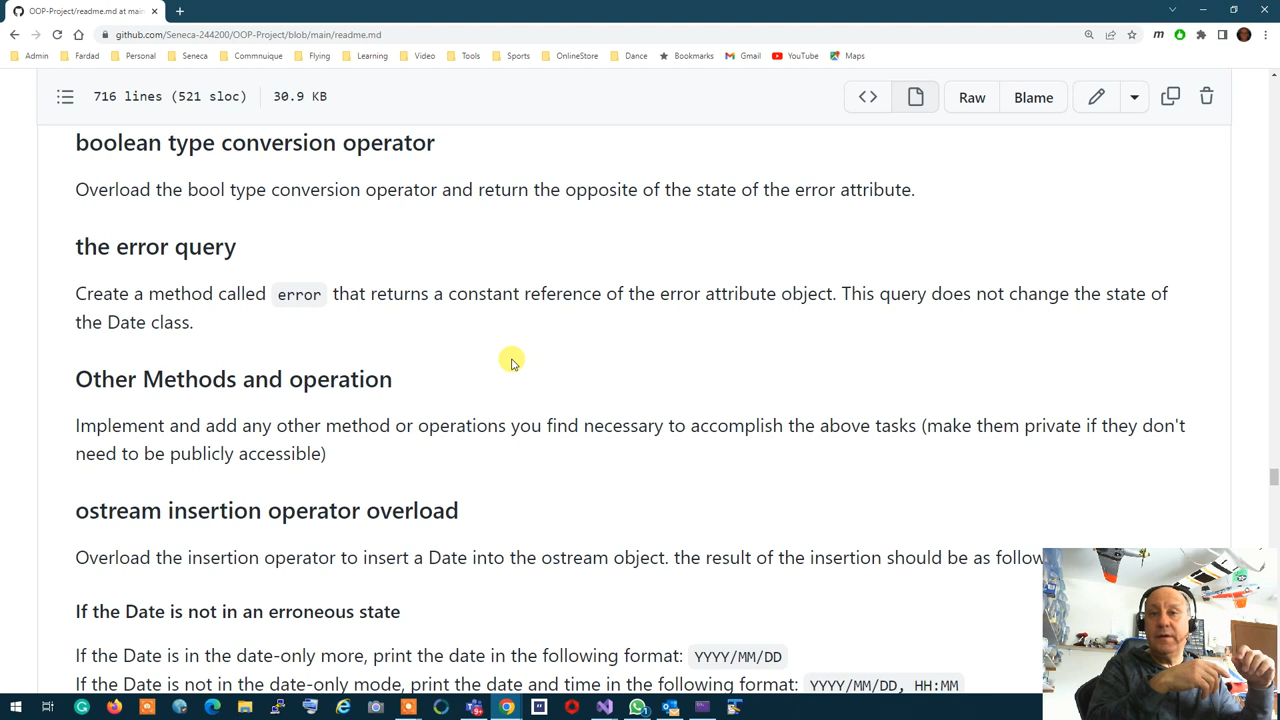 OOP-Project/readme.md at main
github.com/Seneca-244200/OOP-Project/blob/main/readme.md
Admin Fardad Personal Seneca Commnuique Flying Learning Video Tools Sports OnlineStore Dance Bookmarks Gmail YouTube Maps
716 lines (521 sloc) 30.9 KB Raw Blame
boolean type conversion operator
Overload the bool type conversion operator and return the opposite of the state of the error attribute.
the error query
Create a method called error that returns a constant reference of the error attribute object. This query does not change the state of
the Date class.
Other Methods and operation
Implement and add any other method or operations you find necessary to accomplish the above tasks (make them private if they don't
need to be publicly accessible)
ostream insertion operator overload
Overload the insertion operator to insert a Date into the ostream object. the result of the insertion should be as follow
If the Date is not in an erroneous state
If the Date is in the date-only more, print the date in the following format: YYYY/MM/DD
If the Date is not in the date-only mode, print the date and time in the following format: YYYY/MM/DD, HH:MM